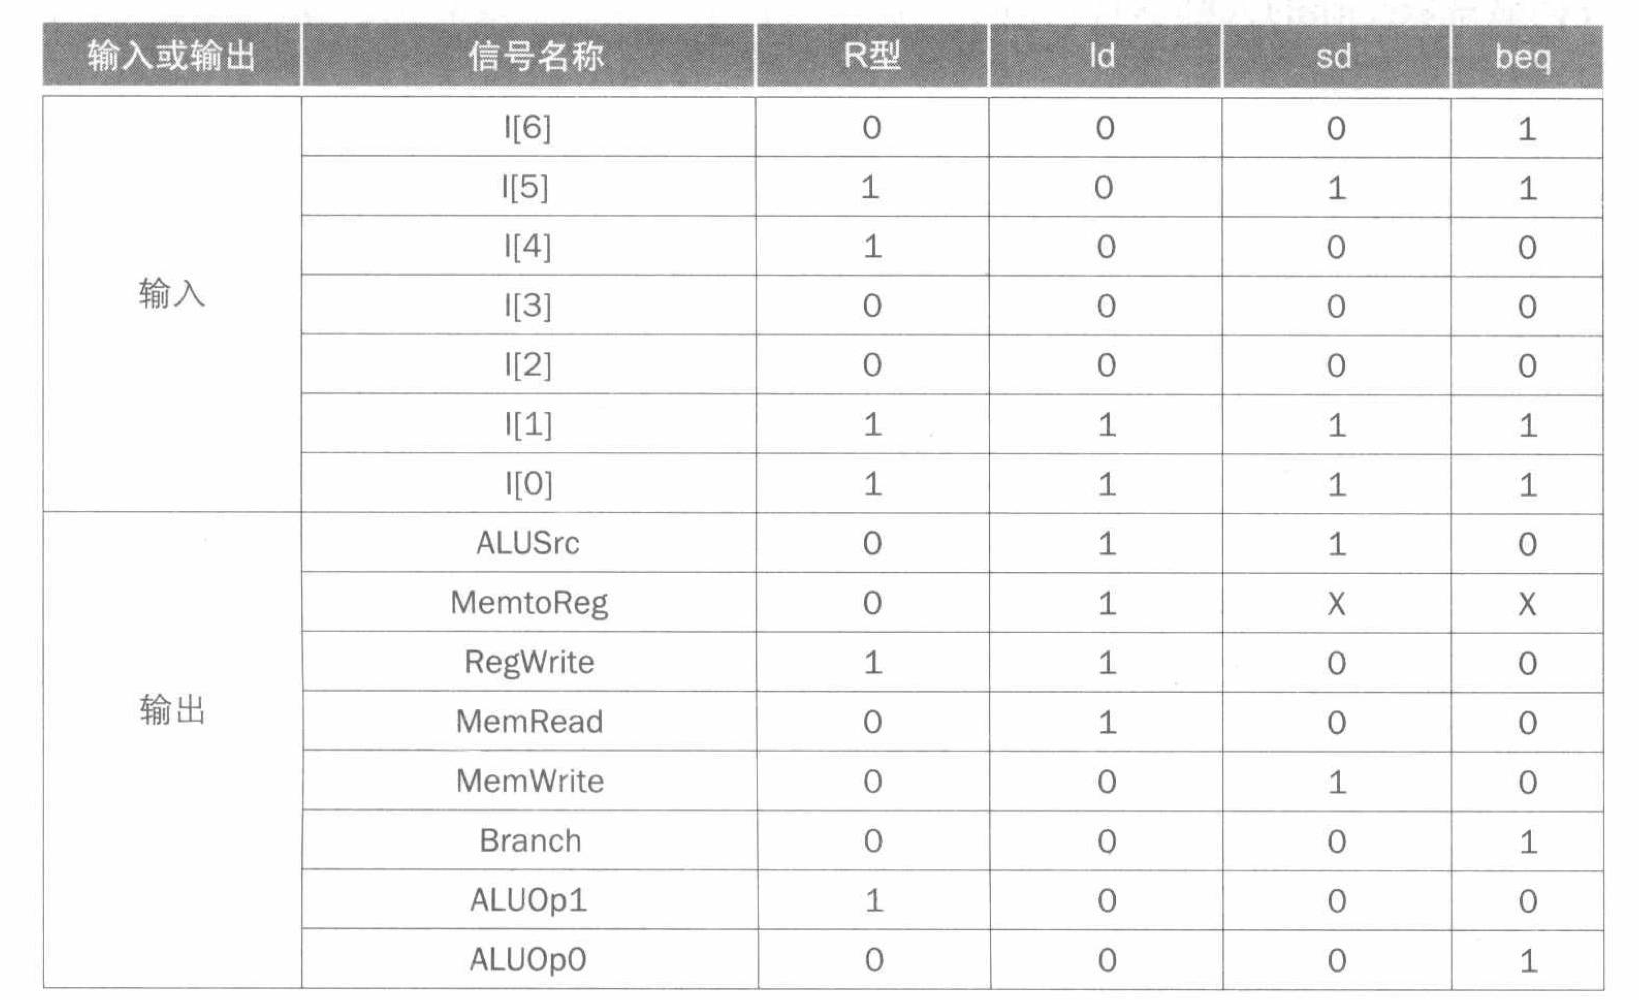 输入或输出 信号名称 R型 ld sd beq
输入 I[6] 0 0 0 1
I[5] 1 0 1 1
I[4] 1 0 0 0
I[3] 0 0 0 0
I[2] 0 0 0 0
I[1] 1 1 1 1
I[0] 1 1 1 1
输出 ALUSrc 0 1 1 0
MemtoReg 0 1 X X
RegWrite 1 1 0 0
MemRead 0 1 0 0
MemWrite 0 0 1 0
Branch 0 0 0 1
ALUOp1 1 0 0 0
ALUOp0 0 0 0 1